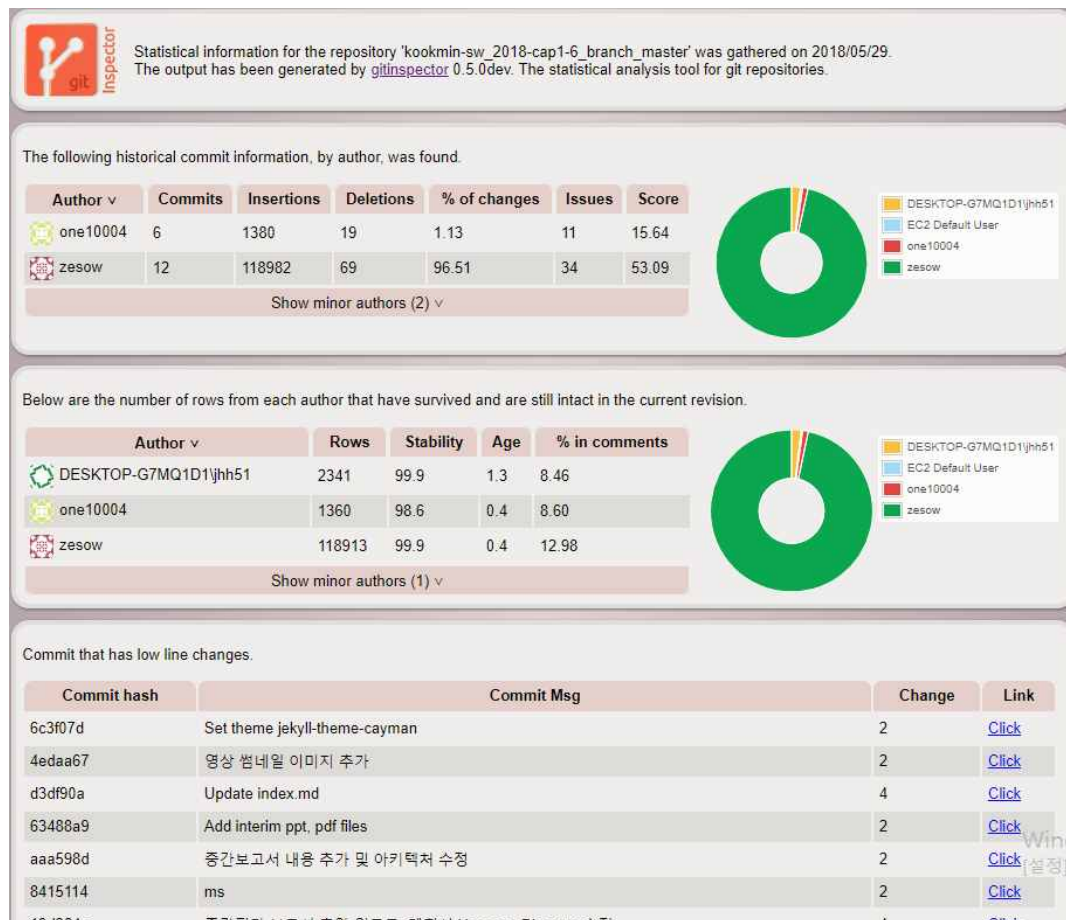 git
Inspector
Statistical information for the repository 'kookmin-sw_2018-cap1-6_branch_master' was gathered on 2018/05/29.
The output has been generated by gitinspector 0.5.0dev. The statistical analysis tool for git repositories.
The following historical commit information, by author, was found.
Author ∨ Commits Insertions Deletions % of changes Issues Score
one10004 6 1380 19 1.13 11 15.64
zesow 12 118982 69 96.51 34 53.09
Show minor authors (2) ∨
DESKTOP-G7MQ1D1\jhh51
EC2 Default User
one10004
zesow
Below are the number of rows from each author that have survived and are still intact in the current revision.
Author ∨ Rows Stability Age % in comments
DESKTOP-G7MQ1D1\jhh51 2341 99.9 1.3 8.46
one10004 1360 98.6 0.4 8.60
zesow 118913 99.9 0.4 12.98
Show minor authors (1) ∨
DESKTOP-G7MQ1D1\jhh51
EC2 Default User
one10004
zesow
Commit that has low line changes.
Commit hash Commit Msg Change Link
6c3f07d Set theme jekyll-theme-cayman 2 Click
4edaa67 영상 썸네일 이미지 추가 2 Click
d3df90a Update index.md 4 Click
63488a9 Add interim ppt, pdf files 2 Click
aaa598d 중간보고서 내용 추가 및 아키텍처 수정 2 Click
[설정]
8415114 ms 2 Click